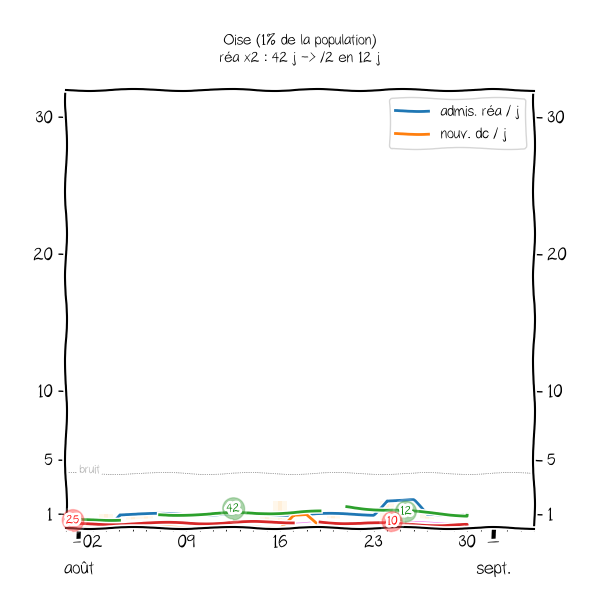 Oise (1% de la population)
réa x2 : 42 j -> /2 en 12 j
admis. réa / j
nouv. dc / j
30 30
20 20
10 10
5 5
bruit
1 1
25 42 10 12
02 09 16 23 30
août sept.